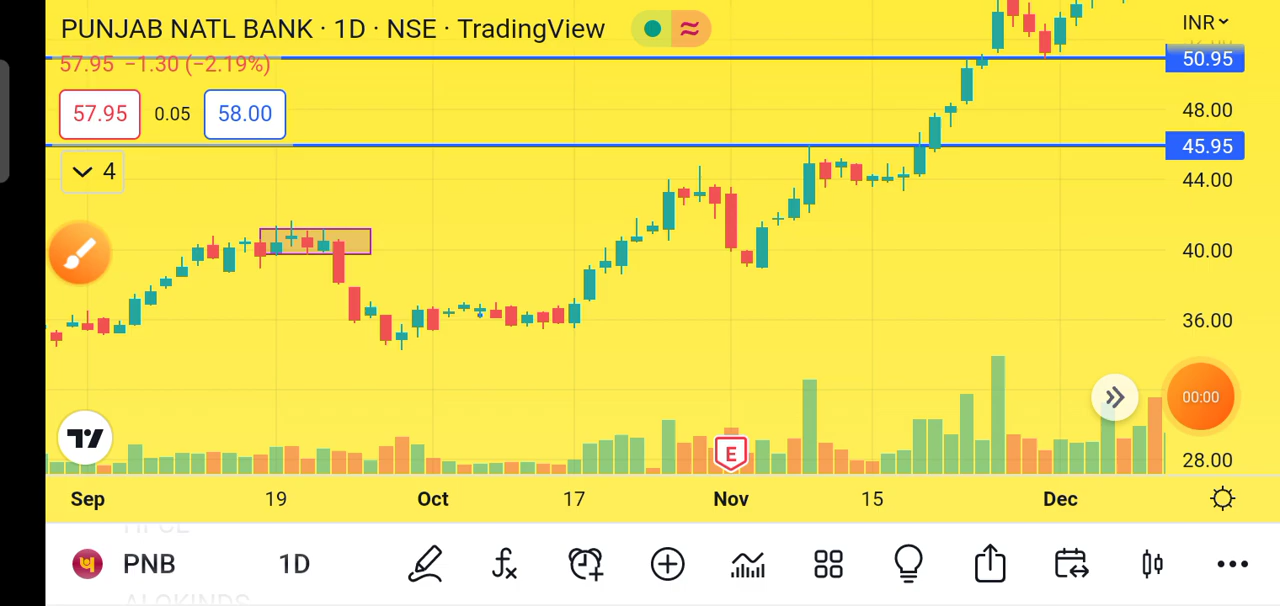 PUNJAB NATL BANK · 1D · NSE · TradingView
INR
57.95 −1.30 (−2.19%)
50.95
57.95 0.05 58.00
48.00
45.95
4
44.00
40.00
36.00
00:00
E
28.00
Sep 19 Oct 17 Nov 15 Dec
प
PNB 1D
ALOKINDS